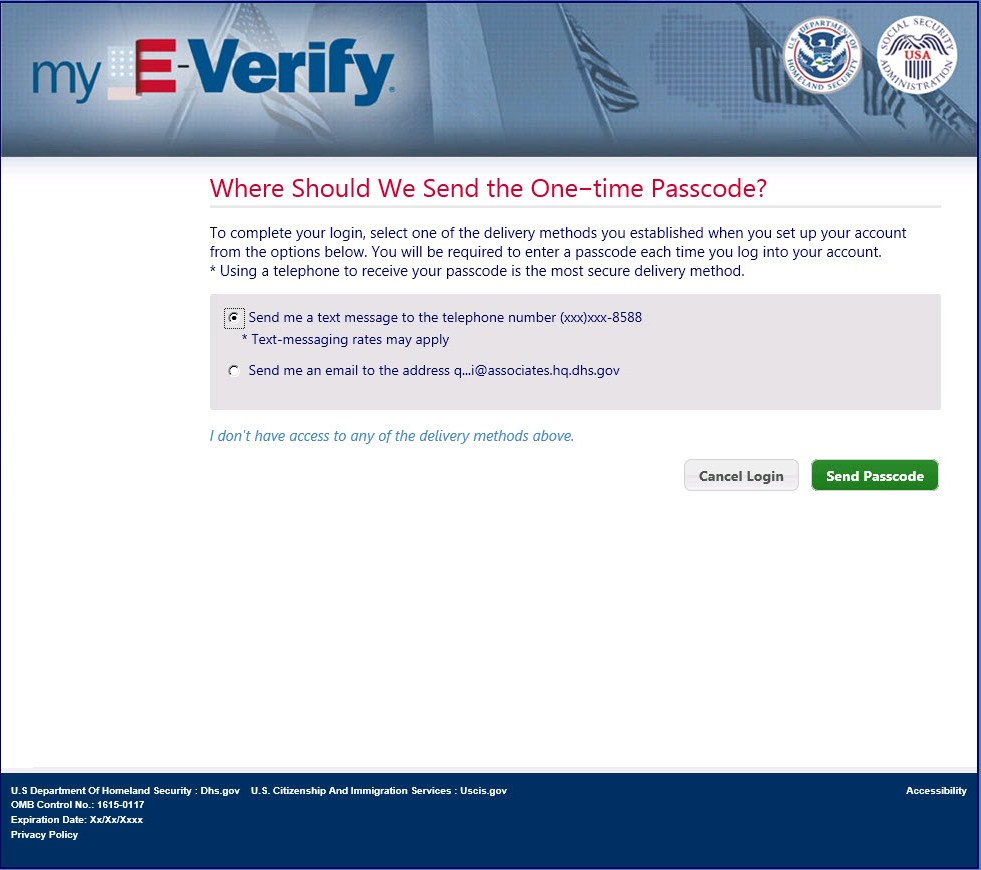 my E-Verify.
U.S. DEPARTMENT OF HOMELAND SECURITY
SOCIAL SECURITY ADMINISTRATION
USA
Where Should We Send the One-time Passcode?
To complete your login, select one of the delivery methods you established when you set up your account
from the options below. You will be required to enter a passcode each time you log into your account.
* Using a telephone to receive your passcode is the most secure delivery method.
Send me a text message to the telephone number (xxx)xxx-8588
* Text-messaging rates may apply
Send me an email to the address q...i@associates.hq.dhs.gov
I don't have access to any of the delivery methods above.
Cancel Login
Send Passcode
U.S Department Of Homeland Security : Dhs.gov U.S. Citizenship And Immigration Services : Uscis.gov
Accessibility
OMB Control No.: 1615-0117
Expiration Date: Xx/Xx/Xxxx
Privacy Policy